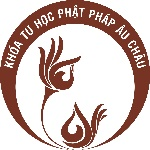 KHÓA TU HỌC PHẬT PHÁP ÂU CHÂU